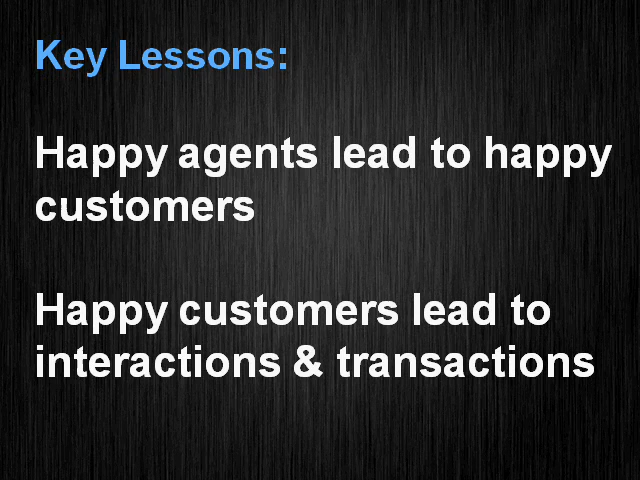 Key Lessons:
Happy agents lead to happy
customers
Happy customers lead to
interactions & transactions